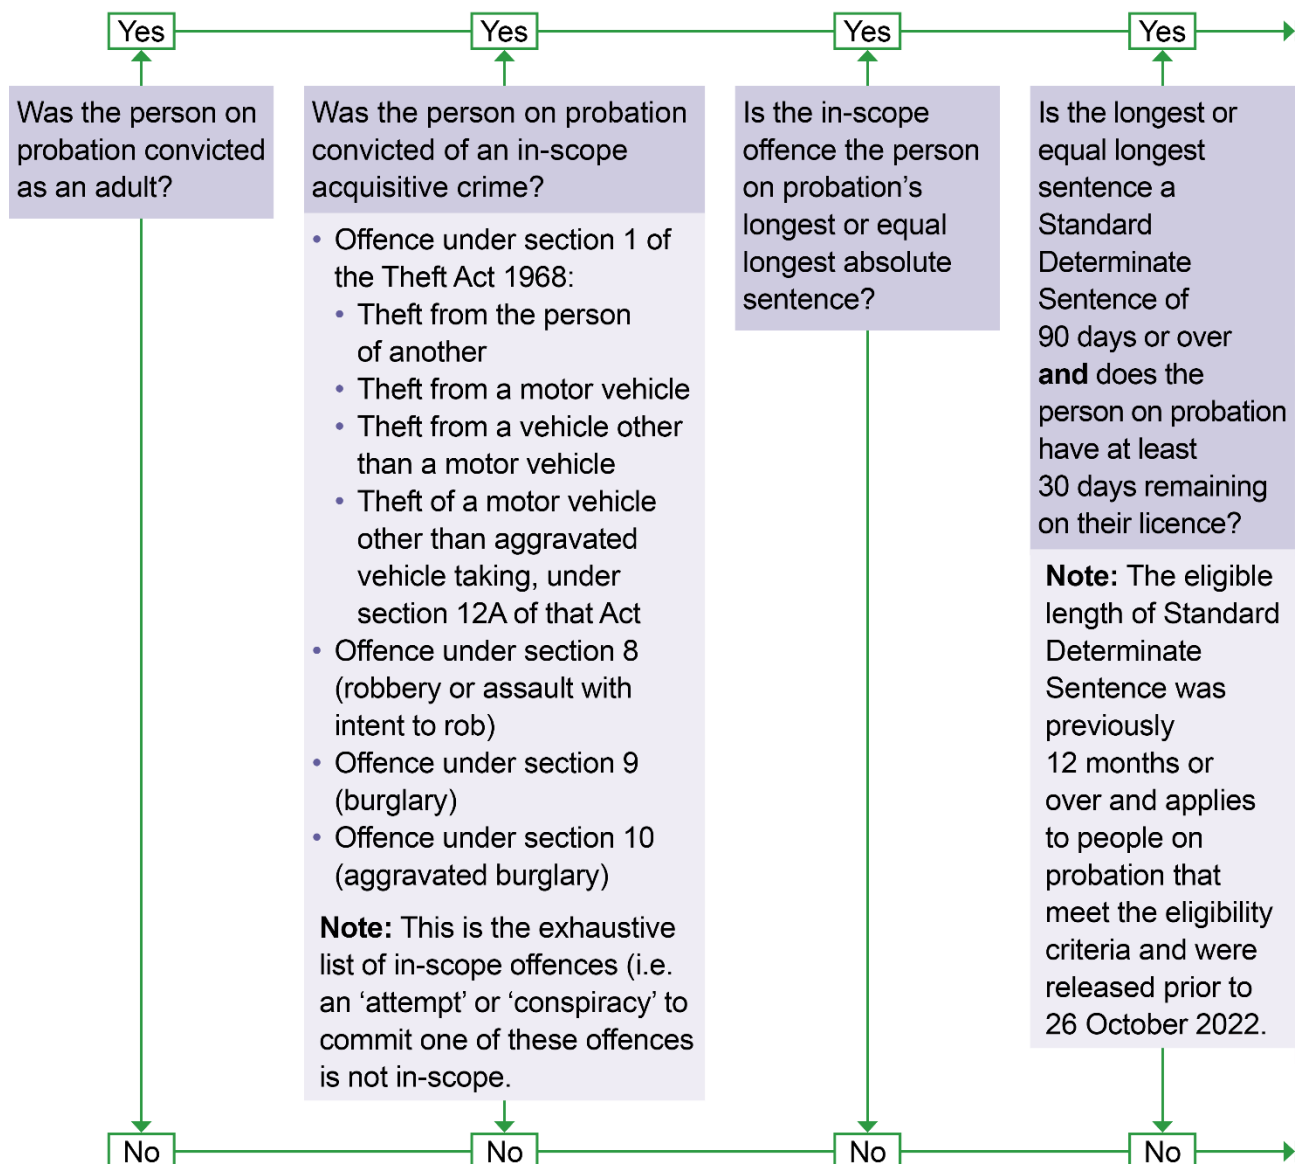 Yes
Yes
Yes
Yes
Was the person on
probation convicted
as an adult?
Was the person on probation
convicted of an in-scope
acquisitive crime?
• Offence under section 1 of
the Theft Act 1968:
• Theft from the person
of another
• Theft from a motor vehicle
• Theft from a vehicle other
than a motor vehicle
• Theft of a motor vehicle
other than aggravated
vehicle taking, under
section 12A of that Act
• Offence under section 8
(robbery or assault with
intent to rob)
• Offence under section 9
(burglary)
• Offence under section 10
(aggravated burglary)
Note: This is the exhaustive
list of in-scope offences (i.e.
an ‘attempt’ or ‘conspiracy’ to
commit one of these offences
is not in-scope.
Is the in-scope
offence the person
on probation’s
longest or equal
longest absolute
sentence?
Is the longest or
equal longest
sentence a
Standard
Determinate
Sentence of
90 days or over
and does the
person on probation
have at least
30 days remaining
on their licence?
Note: The eligible
length of Standard
Determinate
Sentence was
previously
12 months or
over and applies
to people on
probation that
meet the eligibility
criteria and were
released prior to
26 October 2022.
No
No
No
No